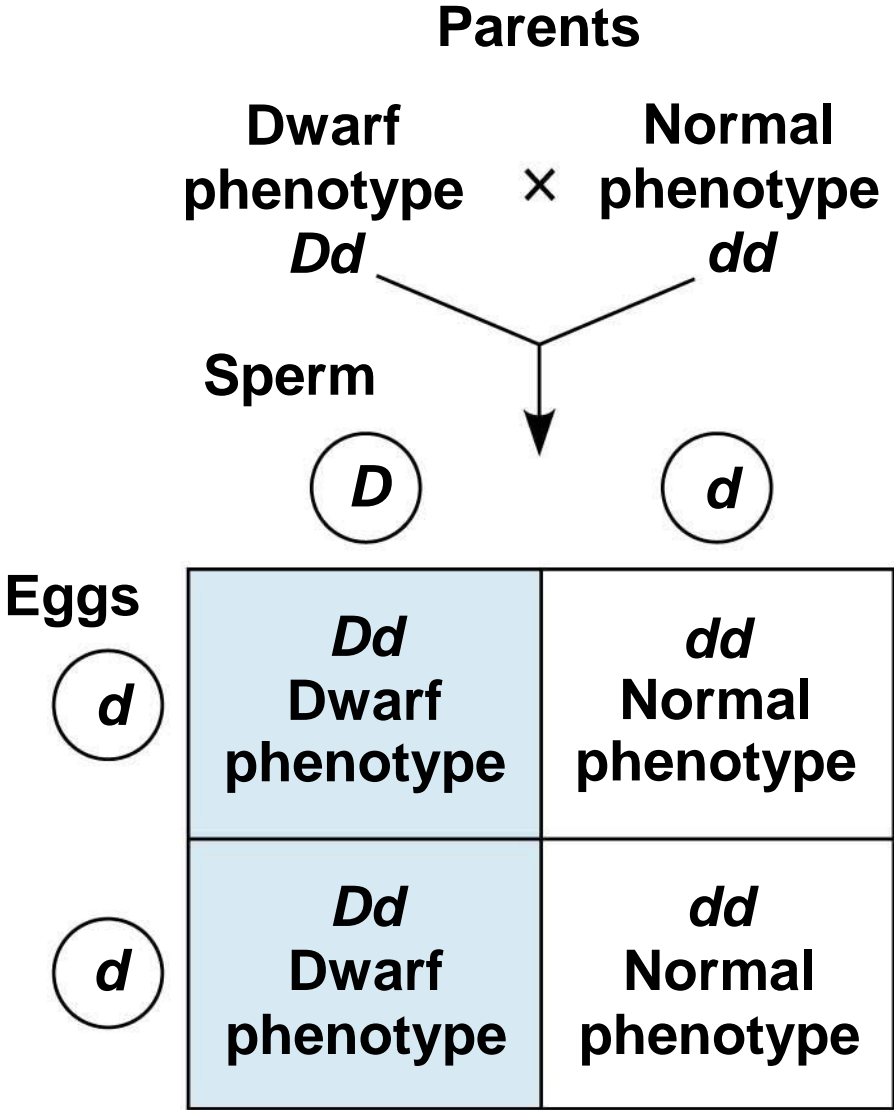 Parents
Dwarf Normal
phenotype × phenotype
Dd dd
Sperm
D d
Eggs
Dd dd
d Dwarf Normal
phenotype phenotype
Dd dd
d Dwarf Normal
phenotype phenotype